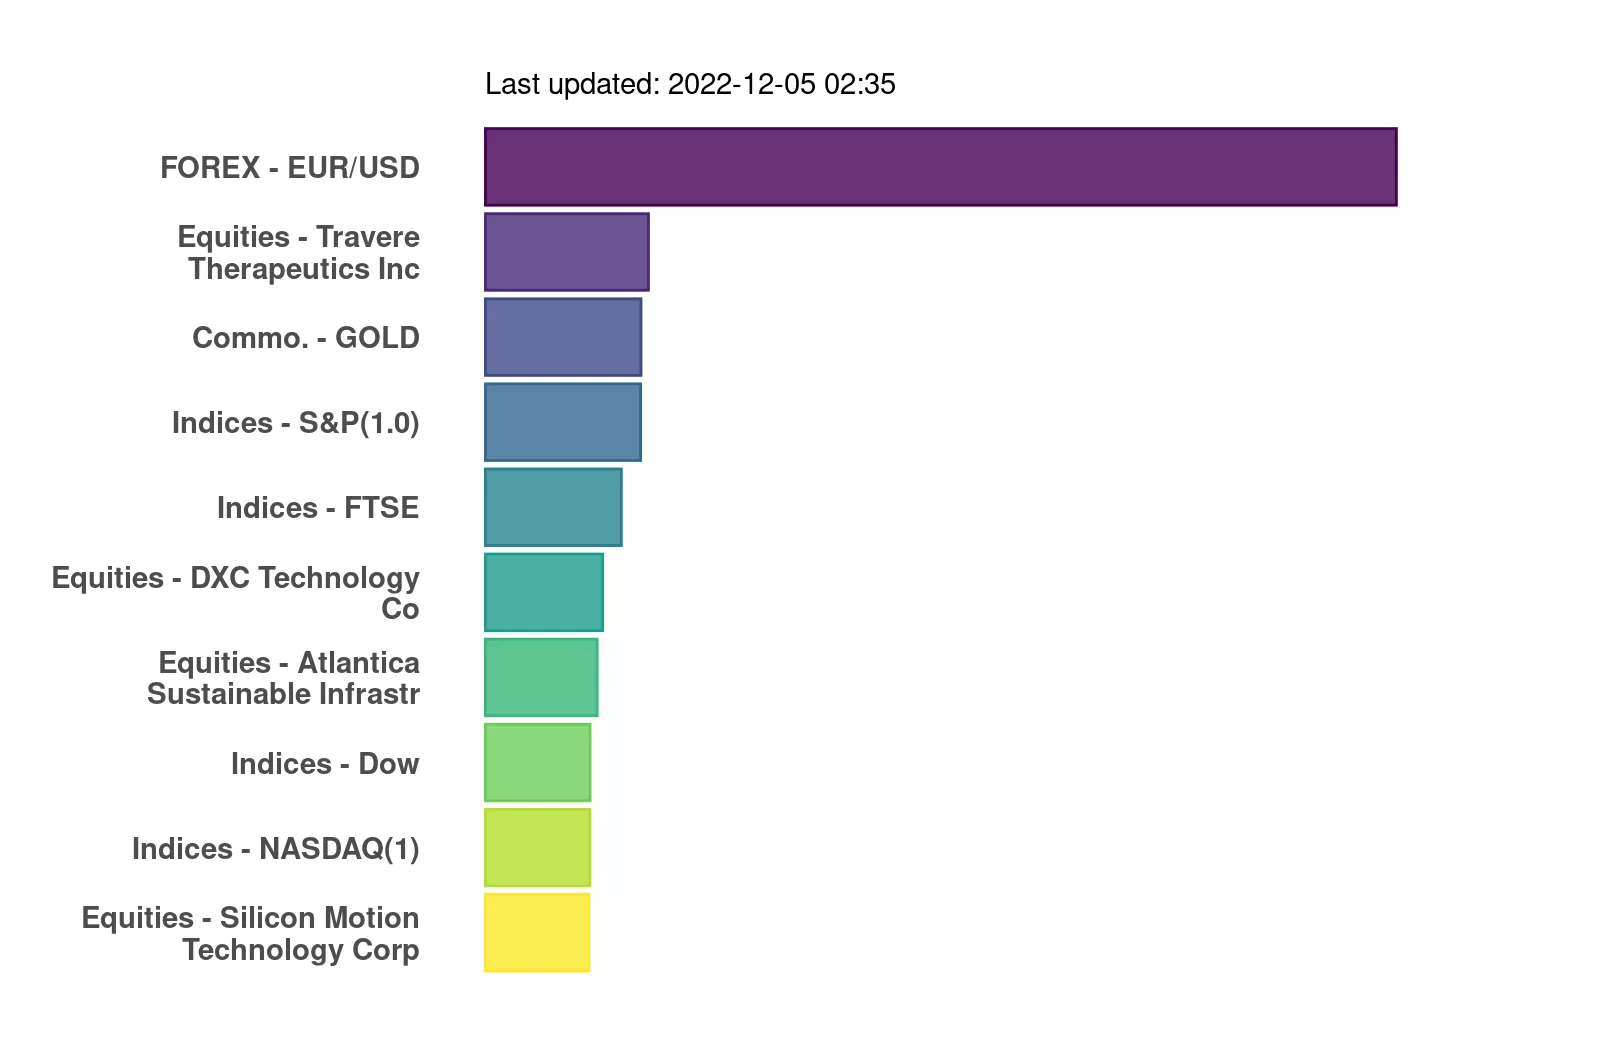 Last updated: 2022-12-05 02:35
FOREX - EUR/USD
Equities - Travere
Therapeutics Inc
Commo. - GOLD
Indices - S&P(1.0)
Indices - FTSE
Equities - DXC Technology
Co
Equities - Atlantica
Sustainable Infrastr
Indices - Dow
Indices - NASDAQ(1)
Equities - Silicon Motion
Technology Corp